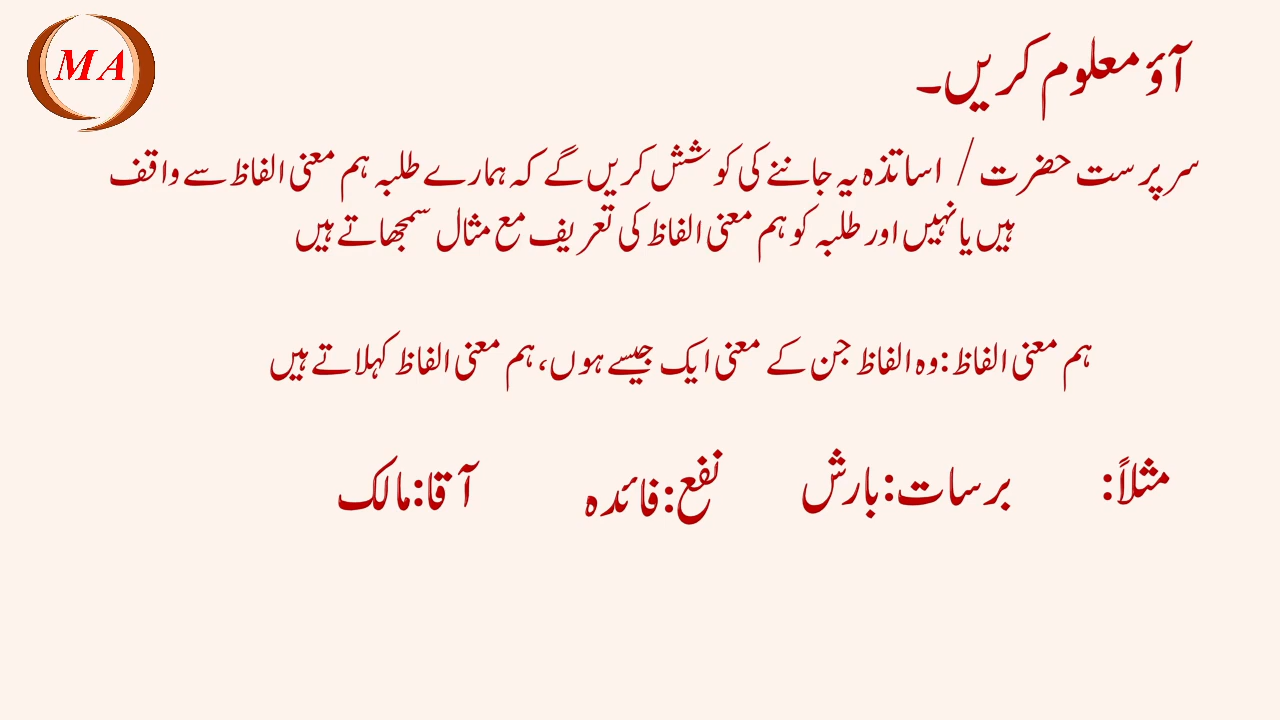 MA
آؤ معلوم کریں۔
سرپرست حضرت / اساتذہ یہ جاننے کی کوشش کریں گے کہ ہمارے طلبہ ہم معنی الفاظ سے واقف
ہیں یا نہیں اور طلبہ کو ہم معنی الفاظ کی تعریف مع مثال سمجھاتے ہیں
ہم معنی الفاظ: وہ الفاظ جن کے معنی ایک جیسے ہوں، ہم معنی الفاظ کہلاتے ہیں
مثلاً: برسات:بارش نفع:فائدہ آقا:مالک